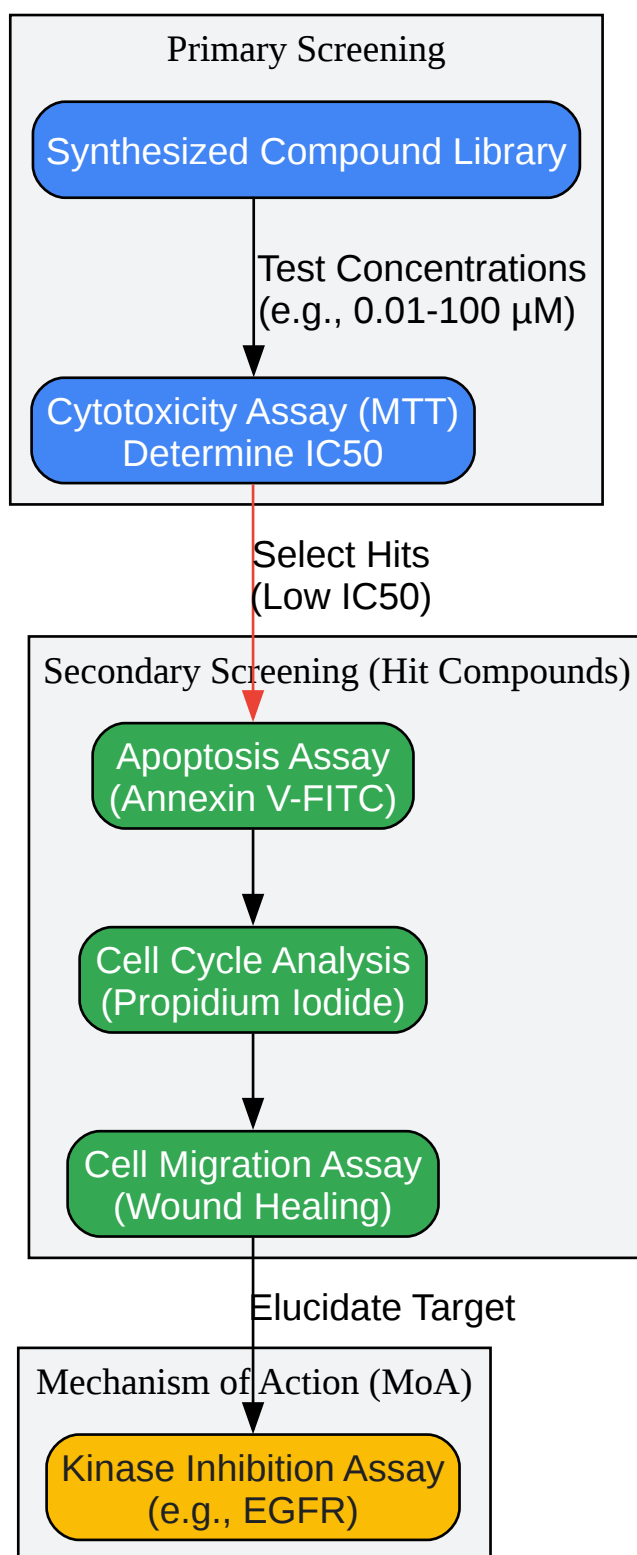 Primary Screening
Synthesized Compound Library
Test Concentrations
(e.g., 0.01-100 µM)
Cytotoxicity Assay (MTT)
Determine IC50
Select Hits
(Low IC50)
Secondary Screening (Hit Compounds)
Apoptosis Assay
(Annexin V-FITC)
Cell Cycle Analysis
(Propidium Iodide)
Cell Migration Assay
(Wound Healing)
Elucidate Target
Mechanism of Action (MoA)
Kinase Inhibition Assay
(e.g., EGFR)